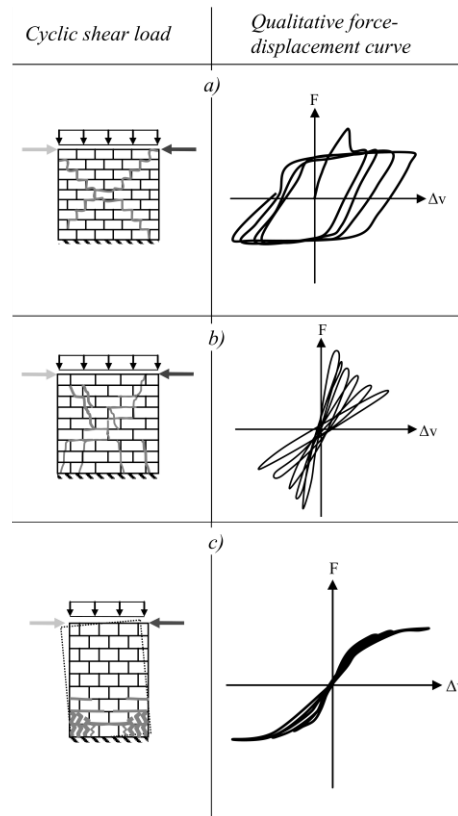 Cyclic shear load
Qualitative force-
displacement curve
a)
F
Δv
b)
F
Δv
c)
F
Δ